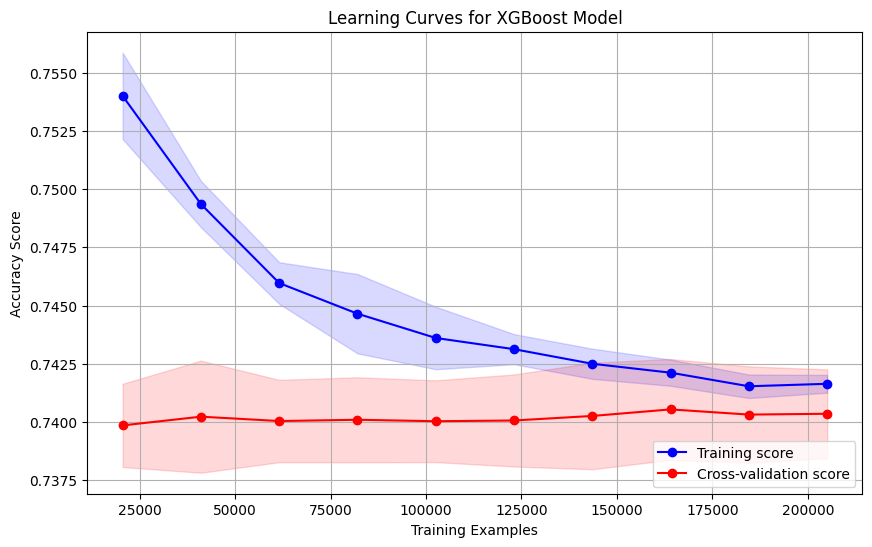 Learning Curves for XGBoost Model
Accuracy Score
0.7550
0.7525
0.7500
0.7475
0.7450
0.7425
0.7400
0.7375
Training score
Cross-validation score
25000 50000 75000 100000 125000 150000 175000 200000
Training Examples